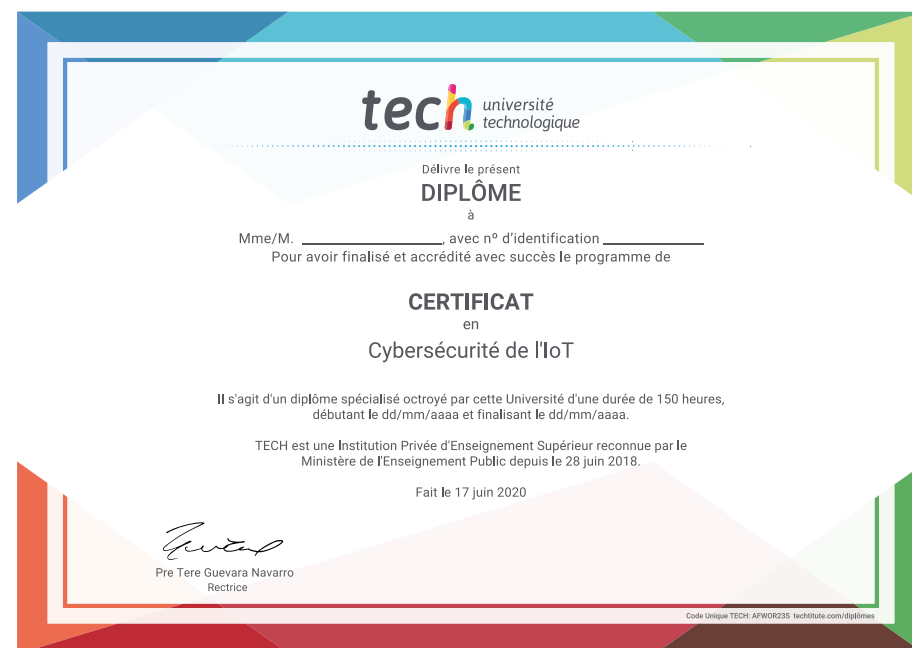 tech université
technologique
Délivre le présent
DIPLÔME
à
Mme/M. ____________________, avec nº d'identification ______________
Pour avoir finalisé et accrédité avec succès le programme de
CERTIFICAT
en
Cybersécurité de l'IoT
Il s'agit d'un diplôme spécialisé octroyé par cette Université d'une durée de 150 heures,
débutant le dd/mm/aaaa et finalisant le dd/mm/aaaa.
TECH est une Institution Privée d'Enseignement Supérieur reconnue par le
Ministère de l'Enseignement Public depuis le 28 juin 2018.
Fait le 17 juin 2020
Pre Tere Guevara Navarro
Rectrice
Code Unique TECH: AFWOR23S techtitute.com/diplômes